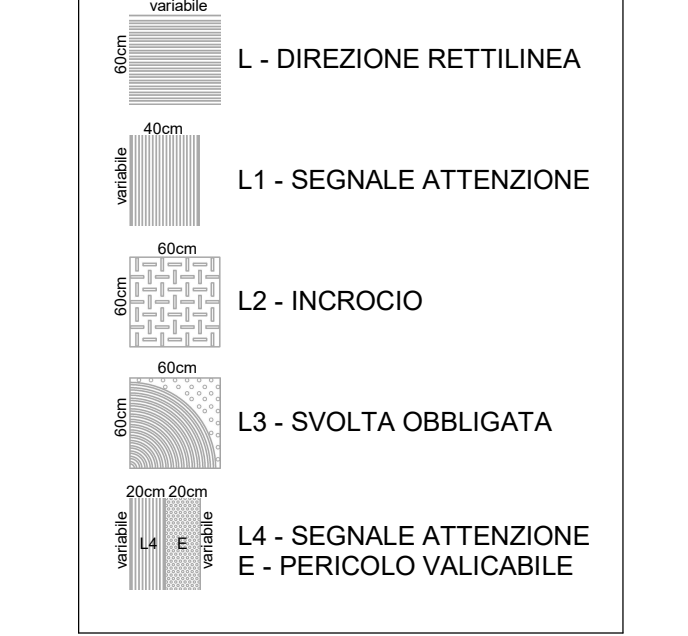 variabile
60cm
L - DIREZIONE RETTILINEA
40cm
variabile
L1 - SEGNALE ATTENZIONE
60cm
60cm
L2 - INCROCIO
60cm
60cm
L3 - SVOLTA OBBLIGATA
20cm 20cm
variabile
L4
E
variabile
L4 - SEGNALE ATTENZIONE
E - PERICOLO VALICABILE